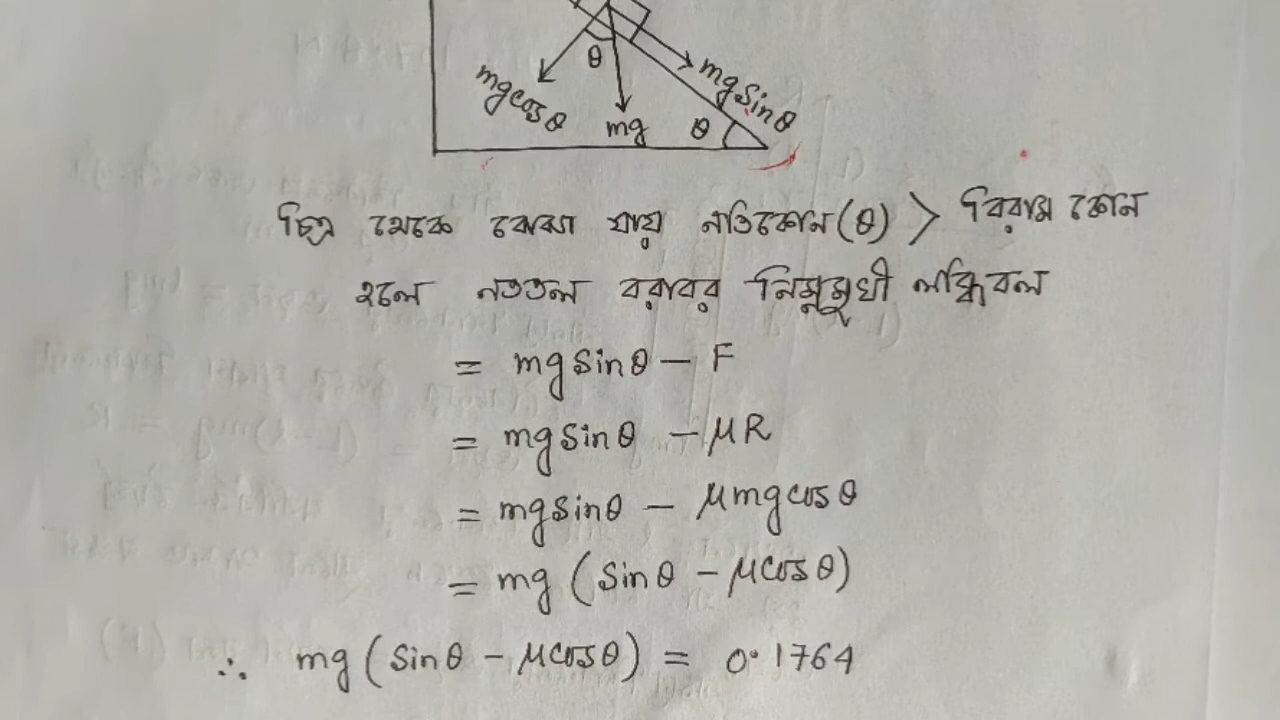 θ
mgcosθ
mg
θ
mgsinθ
চিত্র থেকে বোঝা যায় নতিকোন(θ) > বিরাম কোন
হলে নততল বরাবর নিম্নমুখী লব্ধিবল
= mgsinθ − F
= mgsinθ − μR
= mgsinθ − μmgcosθ
= mg (sinθ − μcosθ)
∴ mg (sinθ − μcosθ) = 0.1764